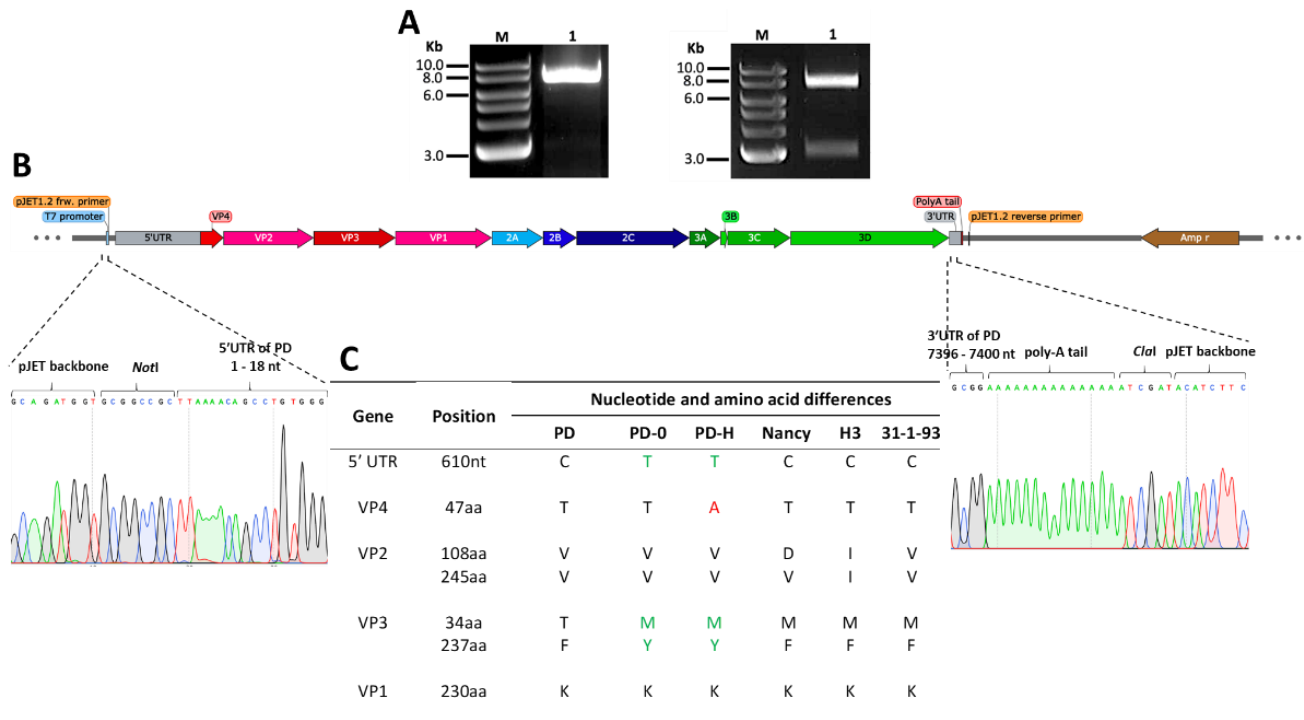 A
Kb M 1
10.0
8.0
6.0
3.0
Kb M 1
10.0
8.0
6.0
3.0
B
pJET1.2 frw. primer
T7 promoter
VP4
3B
PolyA tail
3'UTR
pJET1.2 reverse primer
5'UTR VP2 VP3 VP1 2A 2B 2C 3A 3C 3D Amp r
5'UTR of PD
pJET backbone NotI 1 - 18 nt
G C A G A T G G T G C G G C C G C T T A A A A C A G C C T G T G G G
3'UTR of PD
7396 - 7400 nt poly-A tail ClaI pJET backbone
G C G G A A A A A A A A A A A A A A A A T C G A T A C A T C T T C
C
Nucleotide and amino acid differences
Gene Position PD PD-0 PD-H Nancy H3 31-1-93
5' UTR 610nt C T T C C C
VP4 47aa T T A T T T
VP2 108aa V V V D I V
245aa V V V V I V
VP3 34aa T M M M M M
237aa F Y Y F F F
VP1 230aa K K K K K K